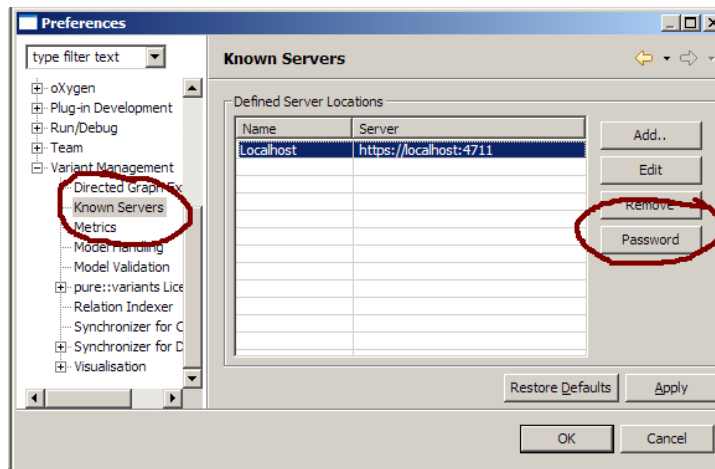 Preferences
type filter text
Known Servers
oXygen
Plug-in Development
Run/Debug
Team
Variant Management
Directed Graph Ex
Known Servers
Metrics
Model Handling
Model Validation
pure::variants Lice
Relation Indexer
Synchronizer for C
Synchronizer for D
Visualisation
Defined Server Locations
Name Server
Localhost https://localhost:4711
Add..
Edit
Remove
Password
Restore Defaults Apply
OK Cancel